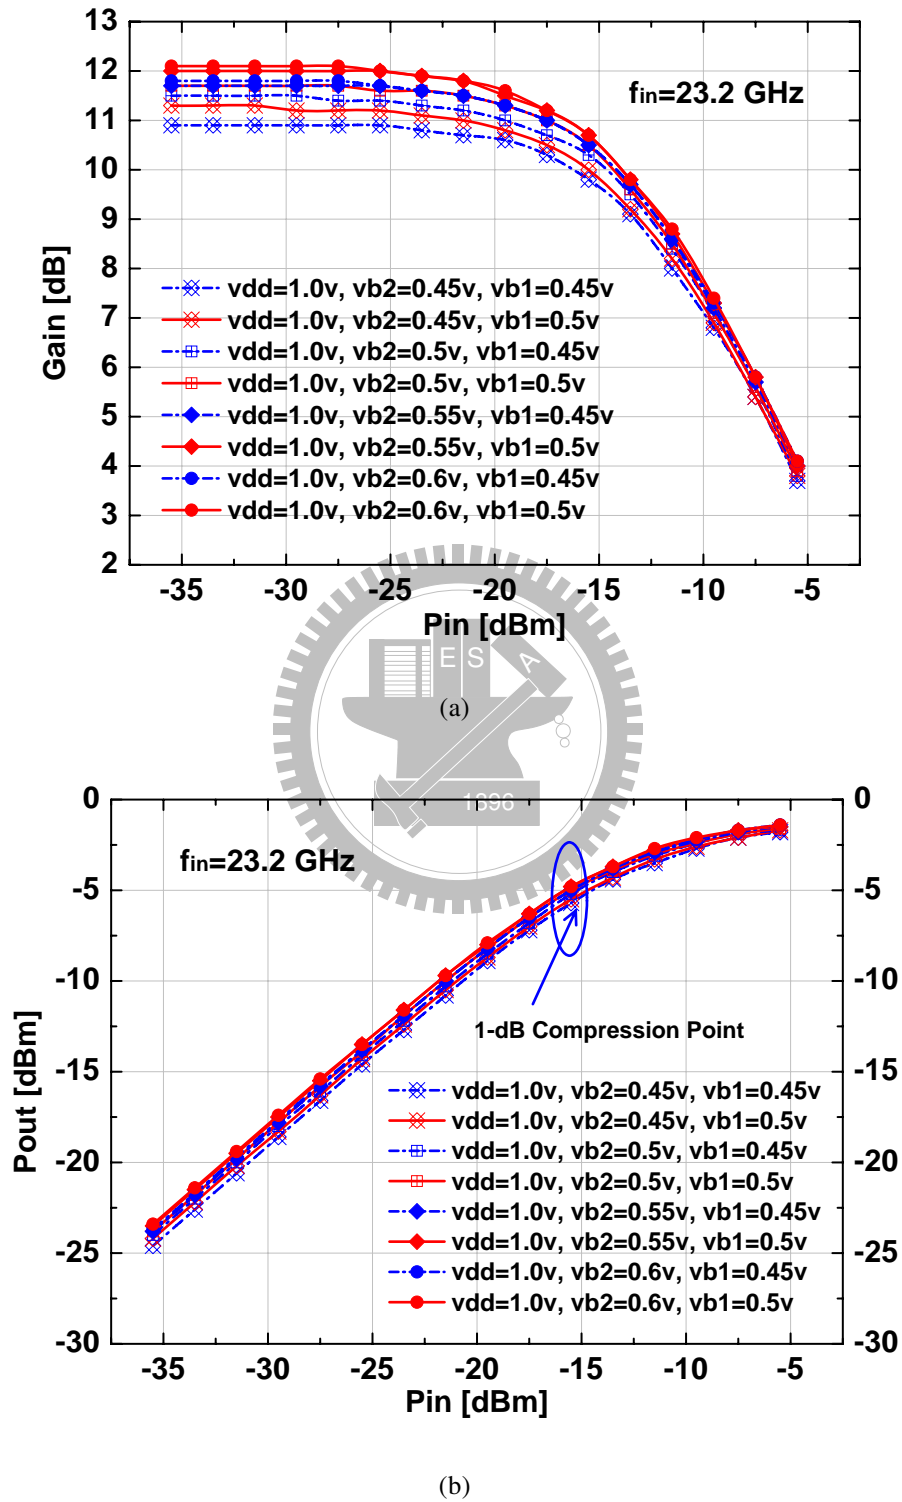 13
12
11
10
9
8
7
6
5
4
3
2
Gain [dB]
fin=23.2 GHz
vdd=1.0v, vb2=0.45v, vb1=0.45v
vdd=1.0v, vb2=0.45v, vb1=0.5v
vdd=1.0v, vb2=0.5v, vb1=0.45v
vdd=1.0v, vb2=0.5v, vb1=0.5v
vdd=1.0v, vb2=0.55v, vb1=0.45v
vdd=1.0v, vb2=0.55v, vb1=0.5v
vdd=1.0v, vb2=0.6v, vb1=0.45v
vdd=1.0v, vb2=0.6v, vb1=0.5v
-35 -30 -25 -20 -15 -10 -5
Pin [dBm]
E S A
(a)
1896
0 0
-5 -5
-10 -10
-15 -15
-20 -20
-25 -25
-30 -30
Pout [dBm]
fin=23.2 GHz
1-dB Compression Point
vdd=1.0v, vb2=0.45v, vb1=0.45v
vdd=1.0v, vb2=0.45v, vb1=0.5v
vdd=1.0v, vb2=0.5v, vb1=0.45v
vdd=1.0v, vb2=0.5v, vb1=0.5v
vdd=1.0v, vb2=0.55v, vb1=0.45v
vdd=1.0v, vb2=0.55v, vb1=0.5v
vdd=1.0v, vb2=0.6v, vb1=0.45v
vdd=1.0v, vb2=0.6v, vb1=0.5v
-35 -30 -25 -20 -15 -10 -5
Pin [dBm]
(b)